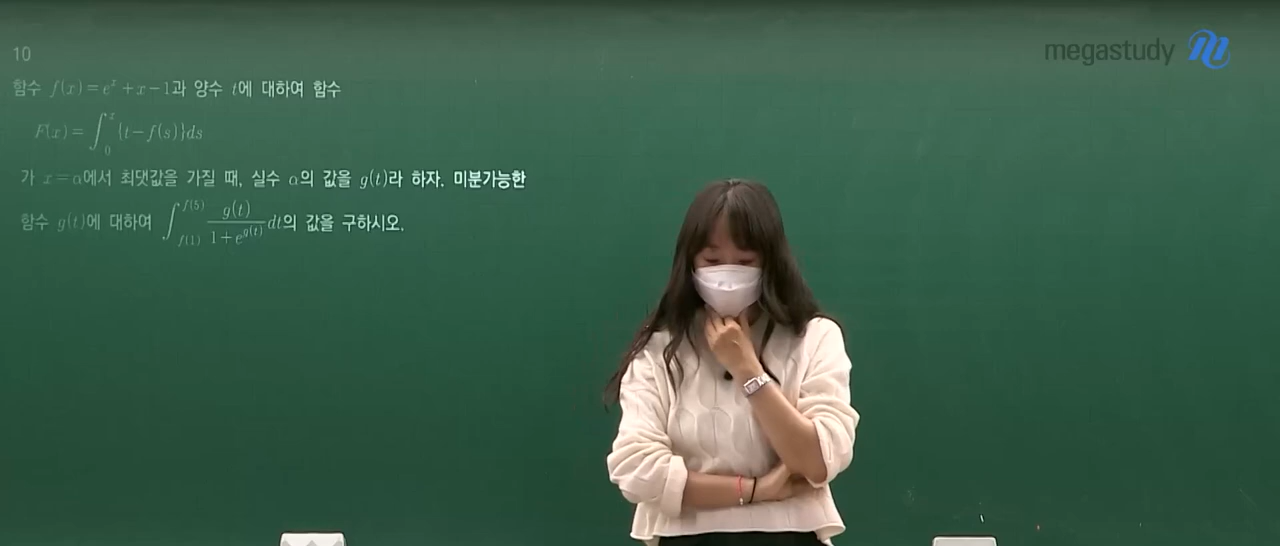 megastudy
10
함수 f(x)=e^x+x-1과 양수 t에 대하여 함수
F(x)=∫_0^x{t-f(s)}ds
가 x=α에서 최댓값을 가질 때, 실수 α의 값을 g(t)라 하자. 미분가능한
함수 g(t)에 대하여 ∫_{f(1)}^{f(5)} g(t)/(1+e^{g(t)}) dt의 값을 구하시오.